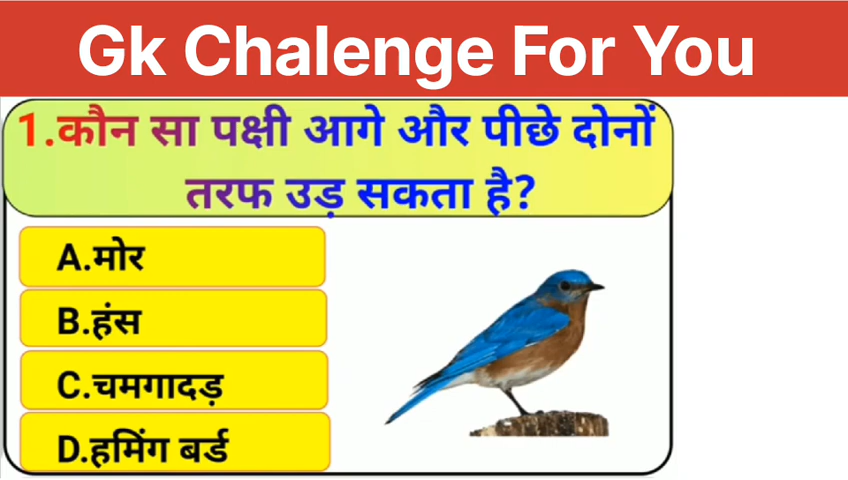 Gk Chalenge For You
1.कौन सा पक्षी आगे और पीछे दोनों
तरफ उड़ सकता है?
A.मोर
B.हंस
C.चमगादड़
D.हमिंग बर्ड